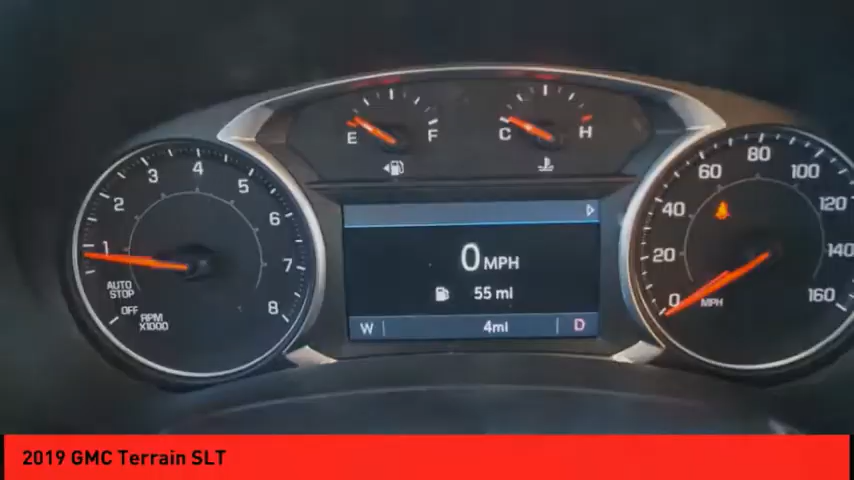 E F
C H
1 2 3 4 5 6 7 8
AUTO
STOP
OFF
RPM
X1000
0 MPH
55 mi
W 4mi D
0 20 40 60 80 100 120 140 160
MPH
2019 GMC Terrain SLT